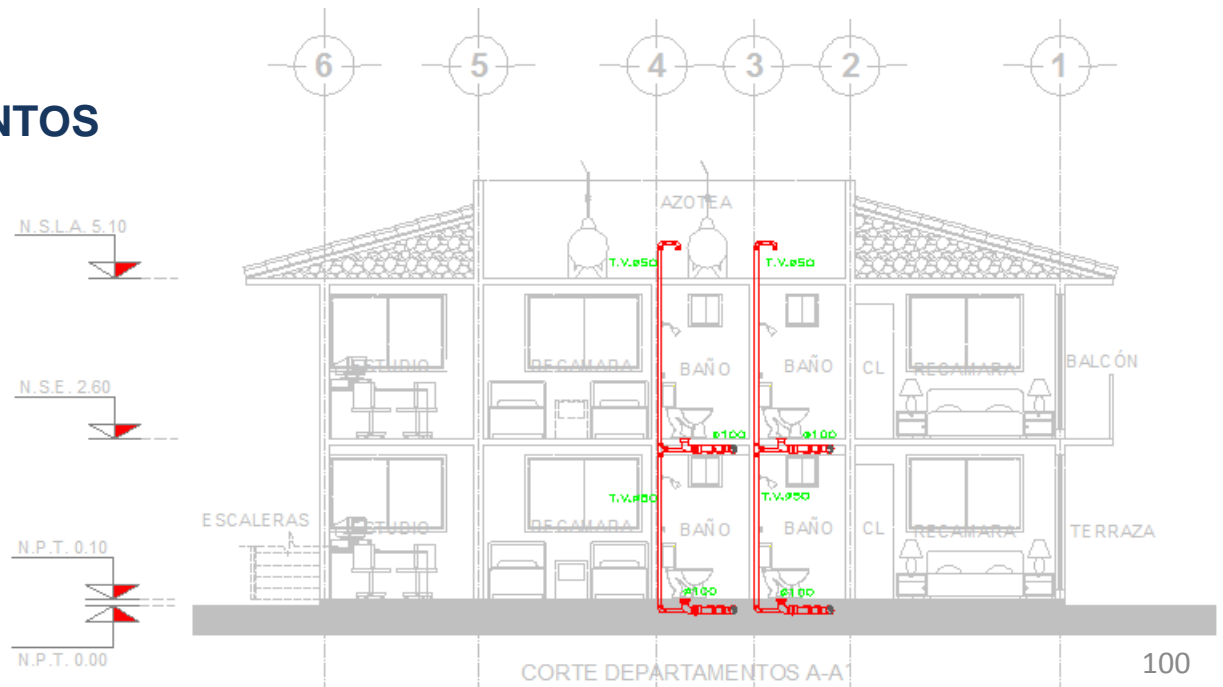 6 5 4 3 2 1
NTOS
AZOTEA
N.S.L.A. 5.10
T.V.ø50 T.V.ø50
ESTUDIO RECAMARA BAÑO BAÑO CL RECAMARA BALCÓN
N.S.E. 2.60
ø100 ø100
T.V.ø50 T.V.ø50
ESCALERAS ESTUDIO RECAMARA BAÑO BAÑO CL RECAMARA TERRAZA
N.P.T. 0.10
ø100 ø100
N.P.T. 0.00
CORTE DEPARTAMENTOS A-A'
100